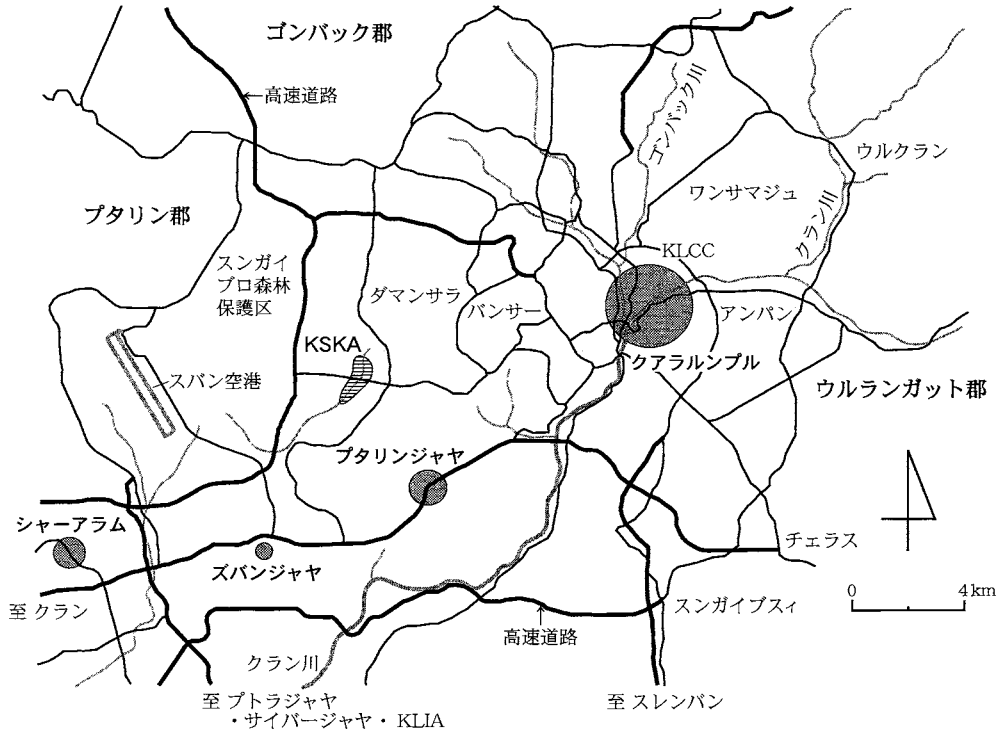 ゴンバック郡
←高速道路
ゴンバック川
ウルクラン
ワンサマジュ
クラン川
プタリン郡
KLCC
スンガイ
ブロ森林
保護区
ダマンサラ
バンサー
アンパン
KSKA
スバン空港
クアラルンプル
ウルランガット郡
プタリンジャヤ
シャーアラム
チェラス
ズバンジャヤ
0 4km
至 クラン
スンガイブスィ
高速道路
クラン川
至 プトラジャヤ
・サイバージャヤ・KLIA
至 スレンバン